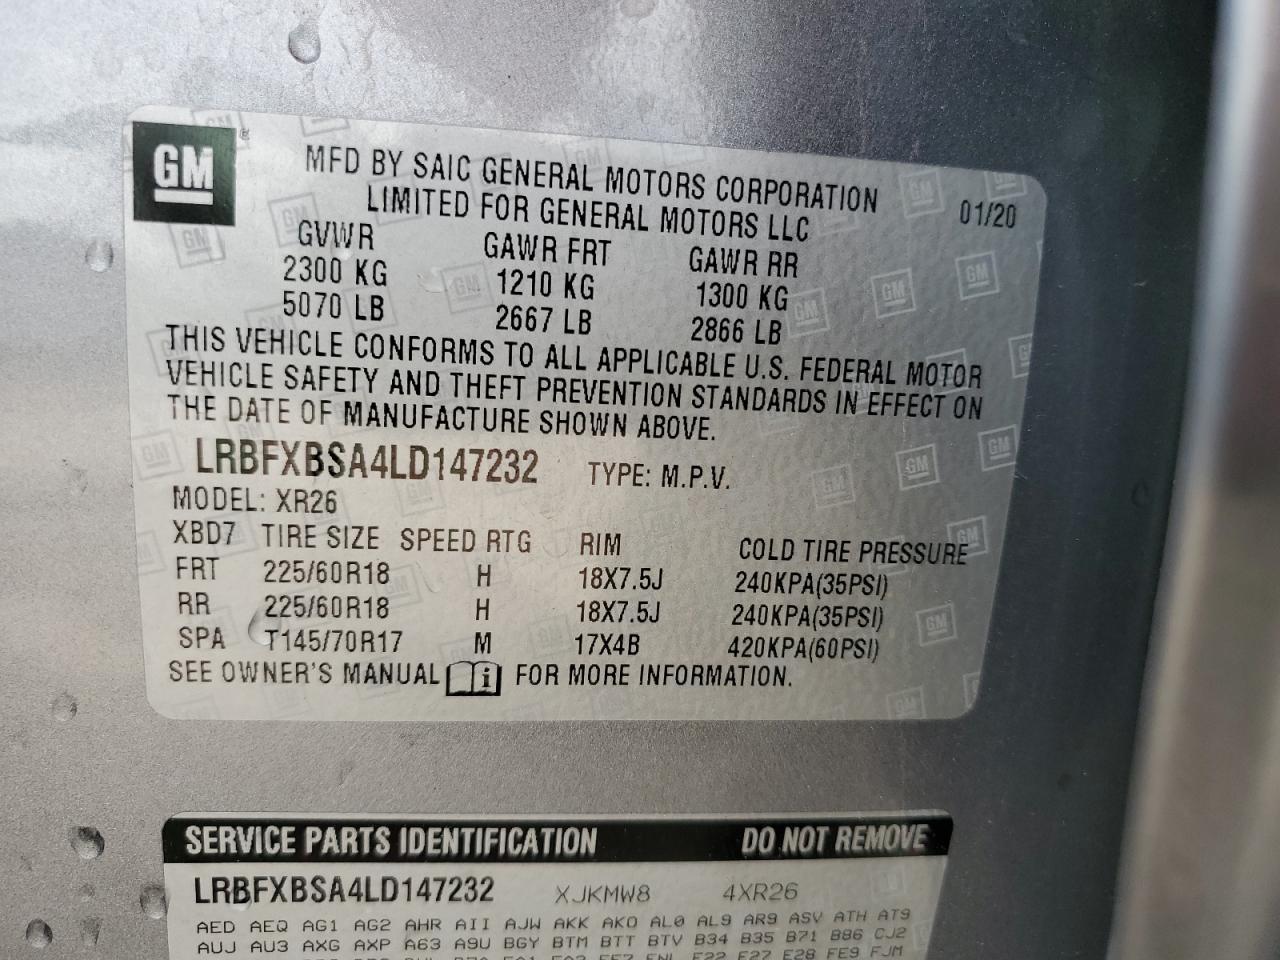 GM
MFD BY SAIC GENERAL MOTORS CORPORATION
LIMITED FOR GENERAL MOTORS LLC
01/20
GVWR GAWR FRT GAWR RR
2300 KG 1210 KG 1300 KG
5070 LB 2667 LB 2866 LB
THIS VEHICLE CONFORMS TO ALL APPLICABLE U.S. FEDERAL MOTOR
VEHICLE SAFETY AND THEFT PREVENTION STANDARDS IN EFFECT ON
THE DATE OF MANUFACTURE SHOWN ABOVE.
LRBFXBSA4LD147232 TYPE: M.P.V.
MODEL: XR26
XBD7 TIRE SIZE SPEED RTG RIM COLD TIRE PRESSURE
FRT 225/60R18 H 18X7.5J 240KPA(35PSI)
RR 225/60R18 H 18X7.5J 240KPA(35PSI)
SPA T145/70R17 M 17X4B 420KPA(60PSI)
SEE OWNER'S MANUAL i FOR MORE INFORMATION.
SERVICE PARTS IDENTIFICATION DO NOT REMOVE
LRBFXBSA4LD147232 XJKMW8 4XR26
AED AEQ AG1 AG2 AHR AII AJW AKK AKO AL0 AL9 AR9 ASV ATH AT9
AUJ AU3 AXG AXP A63 A9U BGY BTM BTT BTV B34 B35 B71 B86 CJ2
E22 E27 E28 FE9 FJM